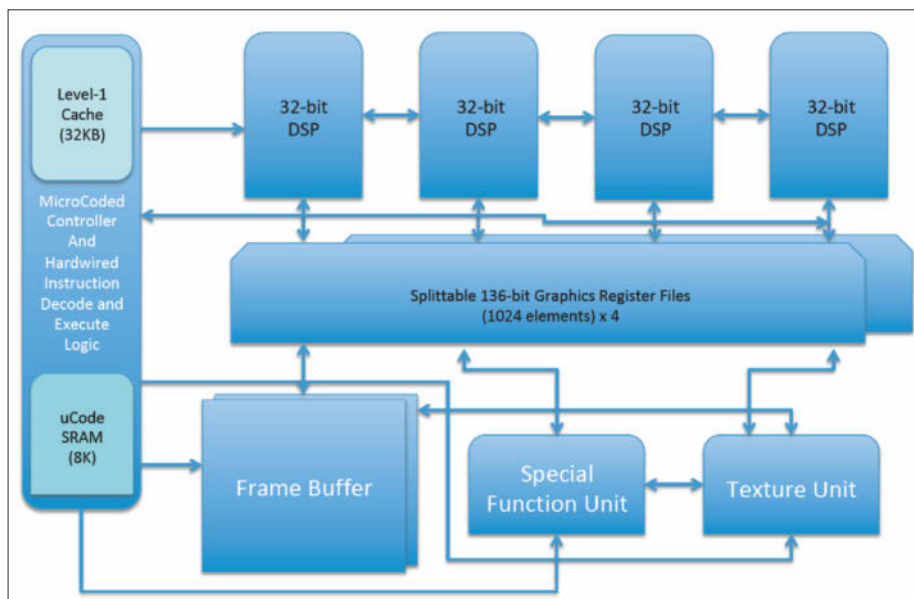 Level-1
Cache
(32KB)
MicroCoded
Controller
And
Hardwired
Instruction
Decode and
Execute
Logic
uCode
SRAM
(8K)
32-bit
DSP
32-bit
DSP
32-bit
DSP
32-bit
DSP
Splittable 136-bit Graphics Register Files
(1024 elements) x 4
Frame Buffer
Special
Function Unit
Texture Unit